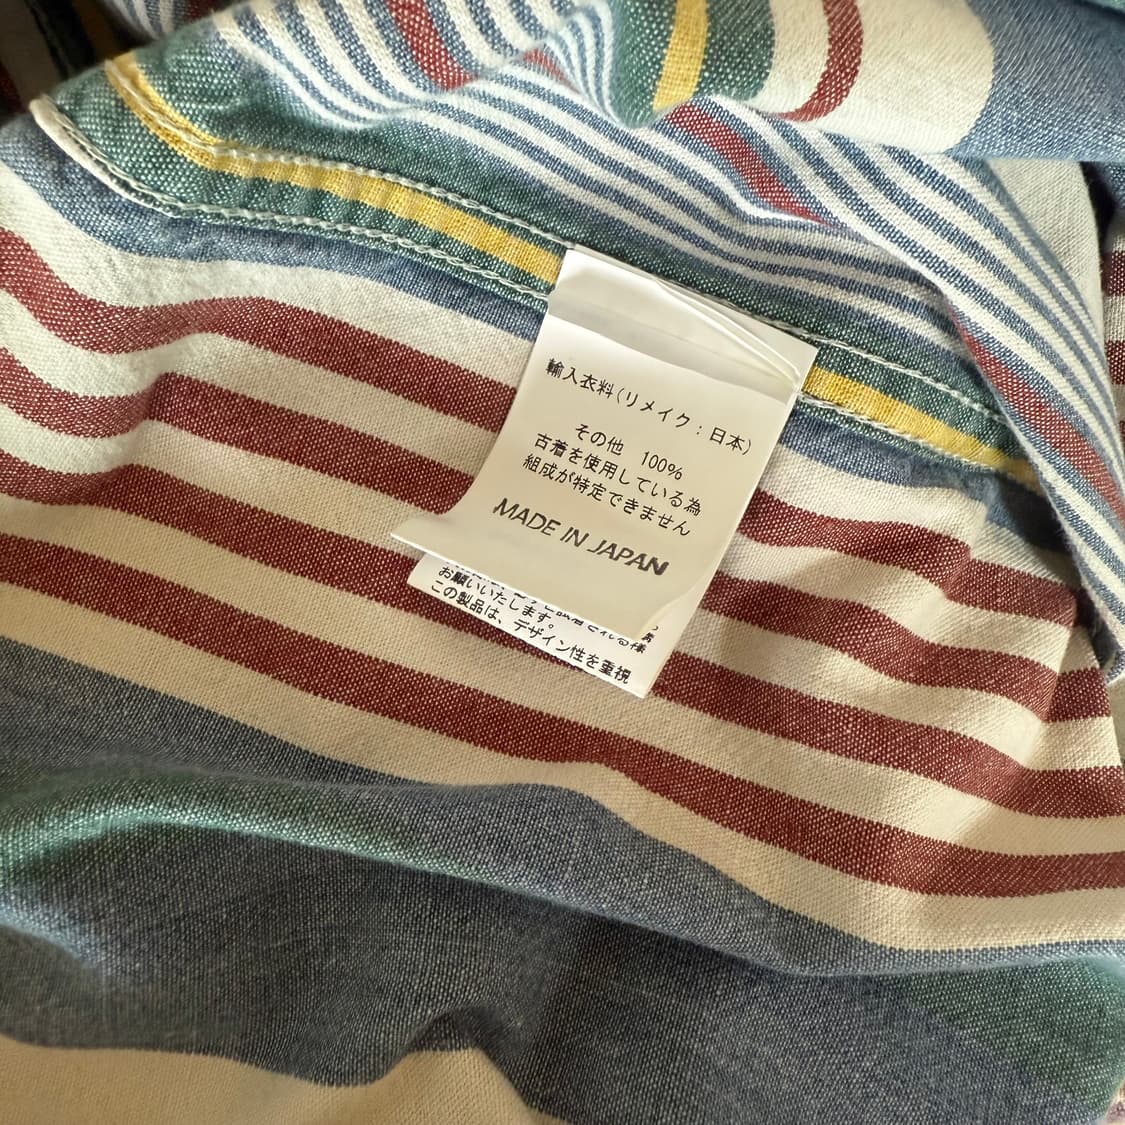 輸入衣料(リメイク:日本)
その他 100%
古着を使用している為
組成が特定できません
MADE IN JAPAN
お願いいたします。
この製品は、デザイン性を重視